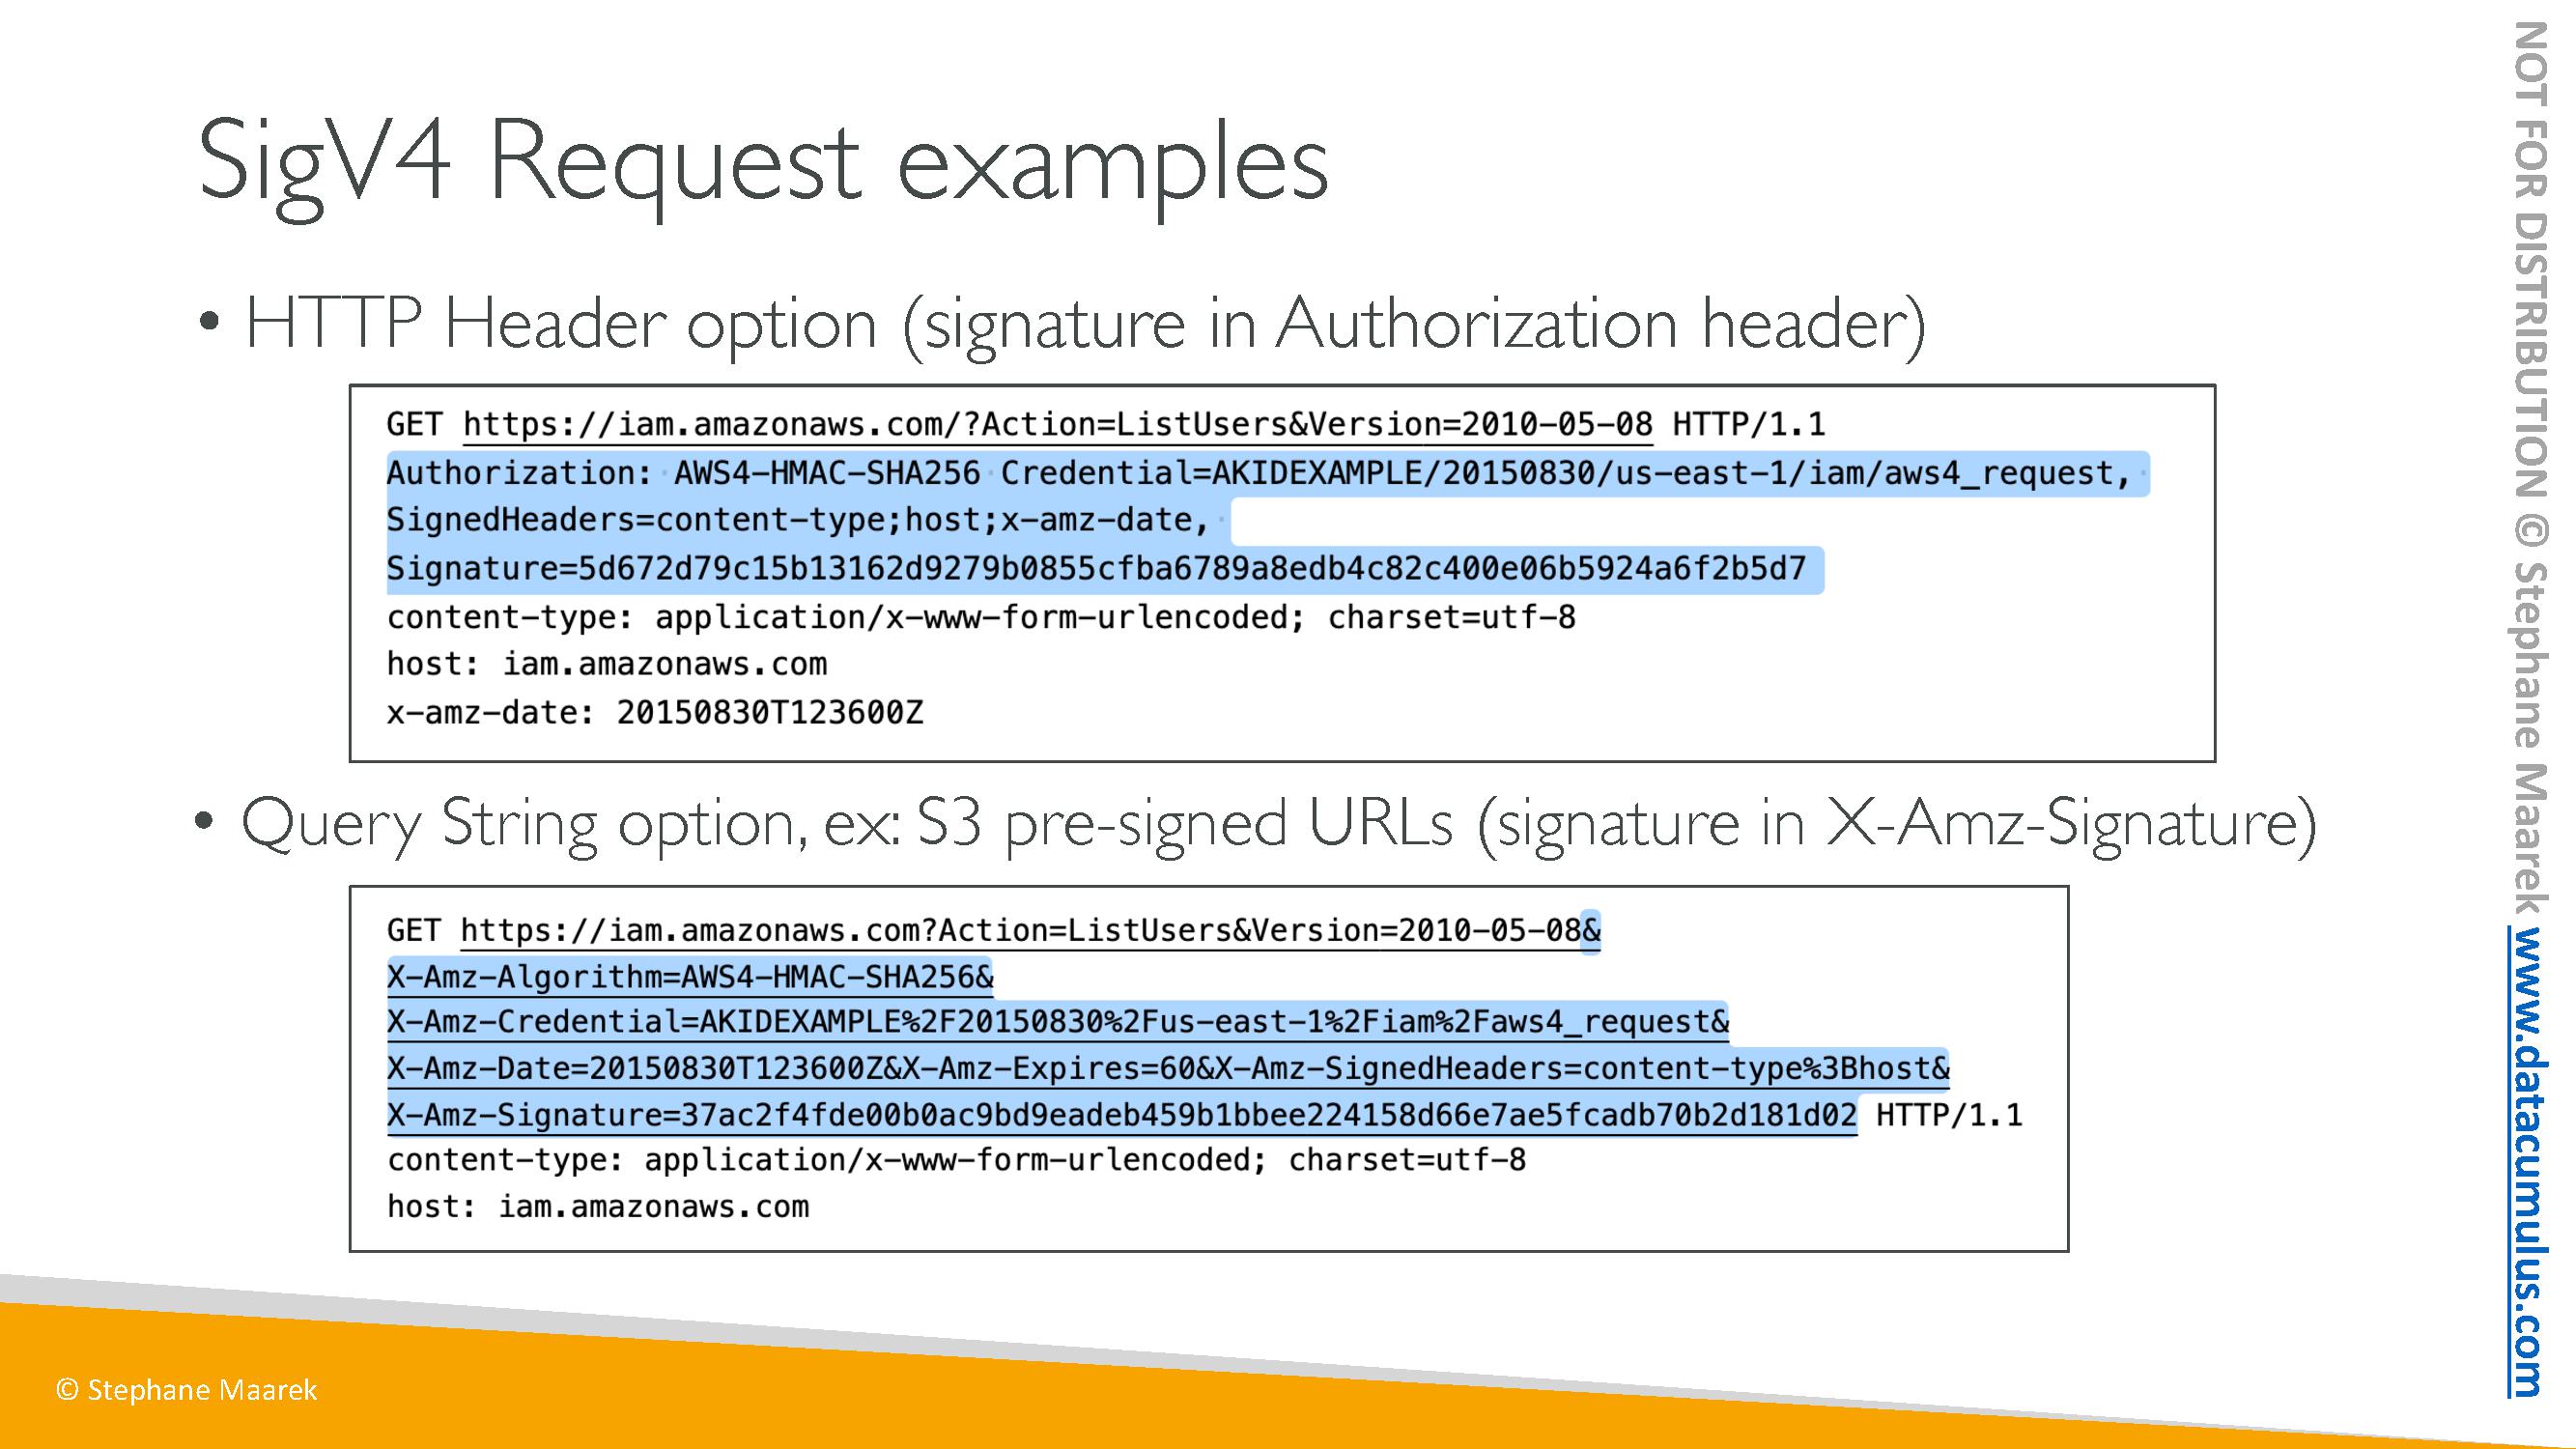 SigV4 Request examples
• HTTP Header option (signature in Authorization header)
GET https://iam.amazonaws.com/?Action=ListUsers&Version=2010-05-08 HTTP/1.1
Authorization: AWS4-HMAC-SHA256 Credential=AKIDEXAMPLE/20150830/us-east-1/iam/aws4_request,
SignedHeaders=content-type;host;x-amz-date,
Signature=5d672d79c15b13162d9279b0855cfba6789a8edb4c82c400e06b5924a6f2b5d7
content-type: application/x-www-form-urlencoded; charset=utf-8
host: iam.amazonaws.com
x-amz-date: 20150830T123600Z
• Query String option, ex: S3 pre-signed URLs (signature in X-Amz-Signature)
GET https://iam.amazonaws.com?Action=ListUsers&Version=2010-05-08&
X-Amz-Algorithm=AWS4-HMAC-SHA256&
X-Amz-Credential=AKIDEXAMPLE%2F20150830%2Fus-east-1%2Fiam%2Faws4_request&
X-Amz-Date=20150830T123600Z&X-Amz-Expires=60&X-Amz-SignedHeaders=content-type%3Bhost&
X-Amz-Signature=37ac2f4fde00b0ac9bd9eadeb459b1bbee224158d66e7ae5fcadb70b2d181d02 HTTP/1.1
content-type: application/x-www-form-urlencoded; charset=utf-8
host: iam.amazonaws.com
© Stephane Maarek
NOT FOR DISTRIBUTION © Stephane Maarek www.datacumulus.com